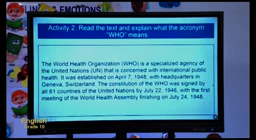 EMOTIONS
Activity 2: Read the text and explain what the acronym
"WHO" means
The World Health Organization (WHO) is a specialized agency of
the United Nations (UN) that is concerned with international public
health. It was established on April 7, 1948, with headquarters in
Geneva, Switzerland. The constitution of the WHO was signed by
all 61 countries of the United Nations by July 22, 1946, with the first
meeting of the World Health Assembly finishing on July 24, 1948.
English
Grade 10